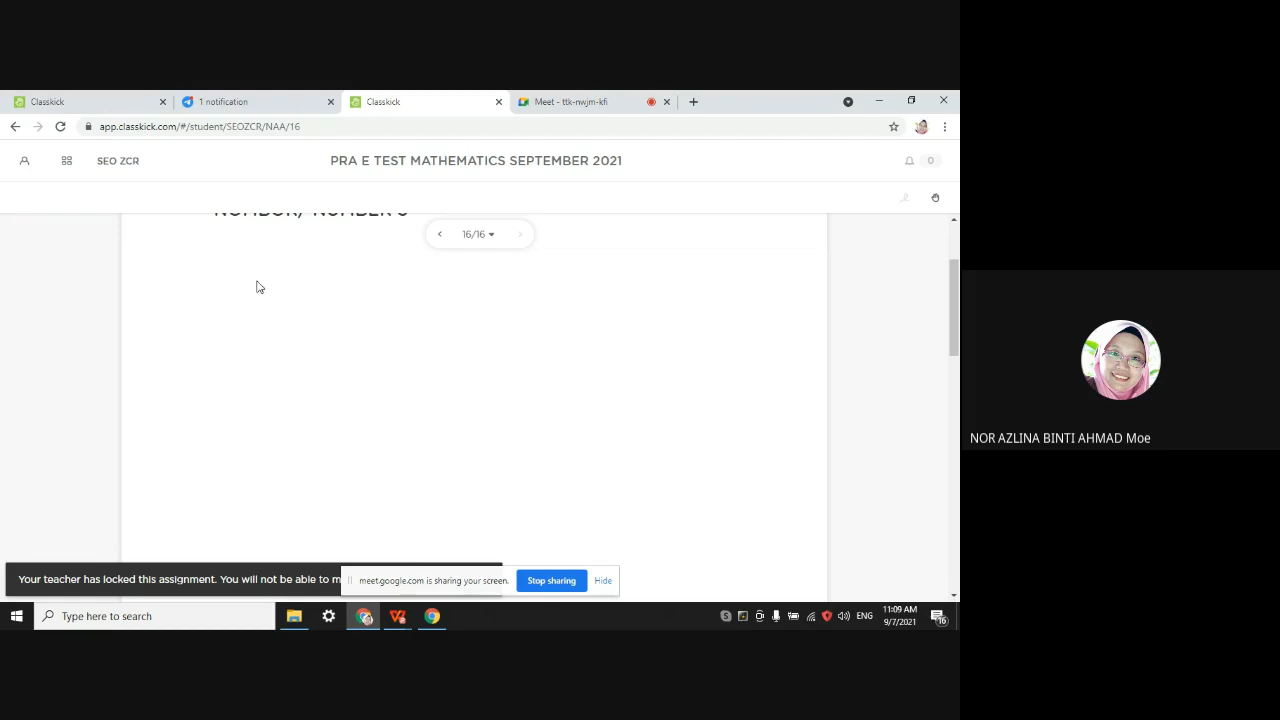 Classkick
1 notification
Classkick
Meet - ttk-nwjm-kfi
app.classkick.com/#/student/SEOZCR/NAA/16
SEO ZCR
PRA E TEST MATHEMATICS SEPTEMBER 2021
0
16/16
NOR AZLINA BINTI AHMAD Moe
Your teacher has locked this assignment. You will not be able to m
meet.google.com is sharing your screen.
Stop sharing
Hide
Type here to search
ENG
11:09 AM
9/7/2021
16